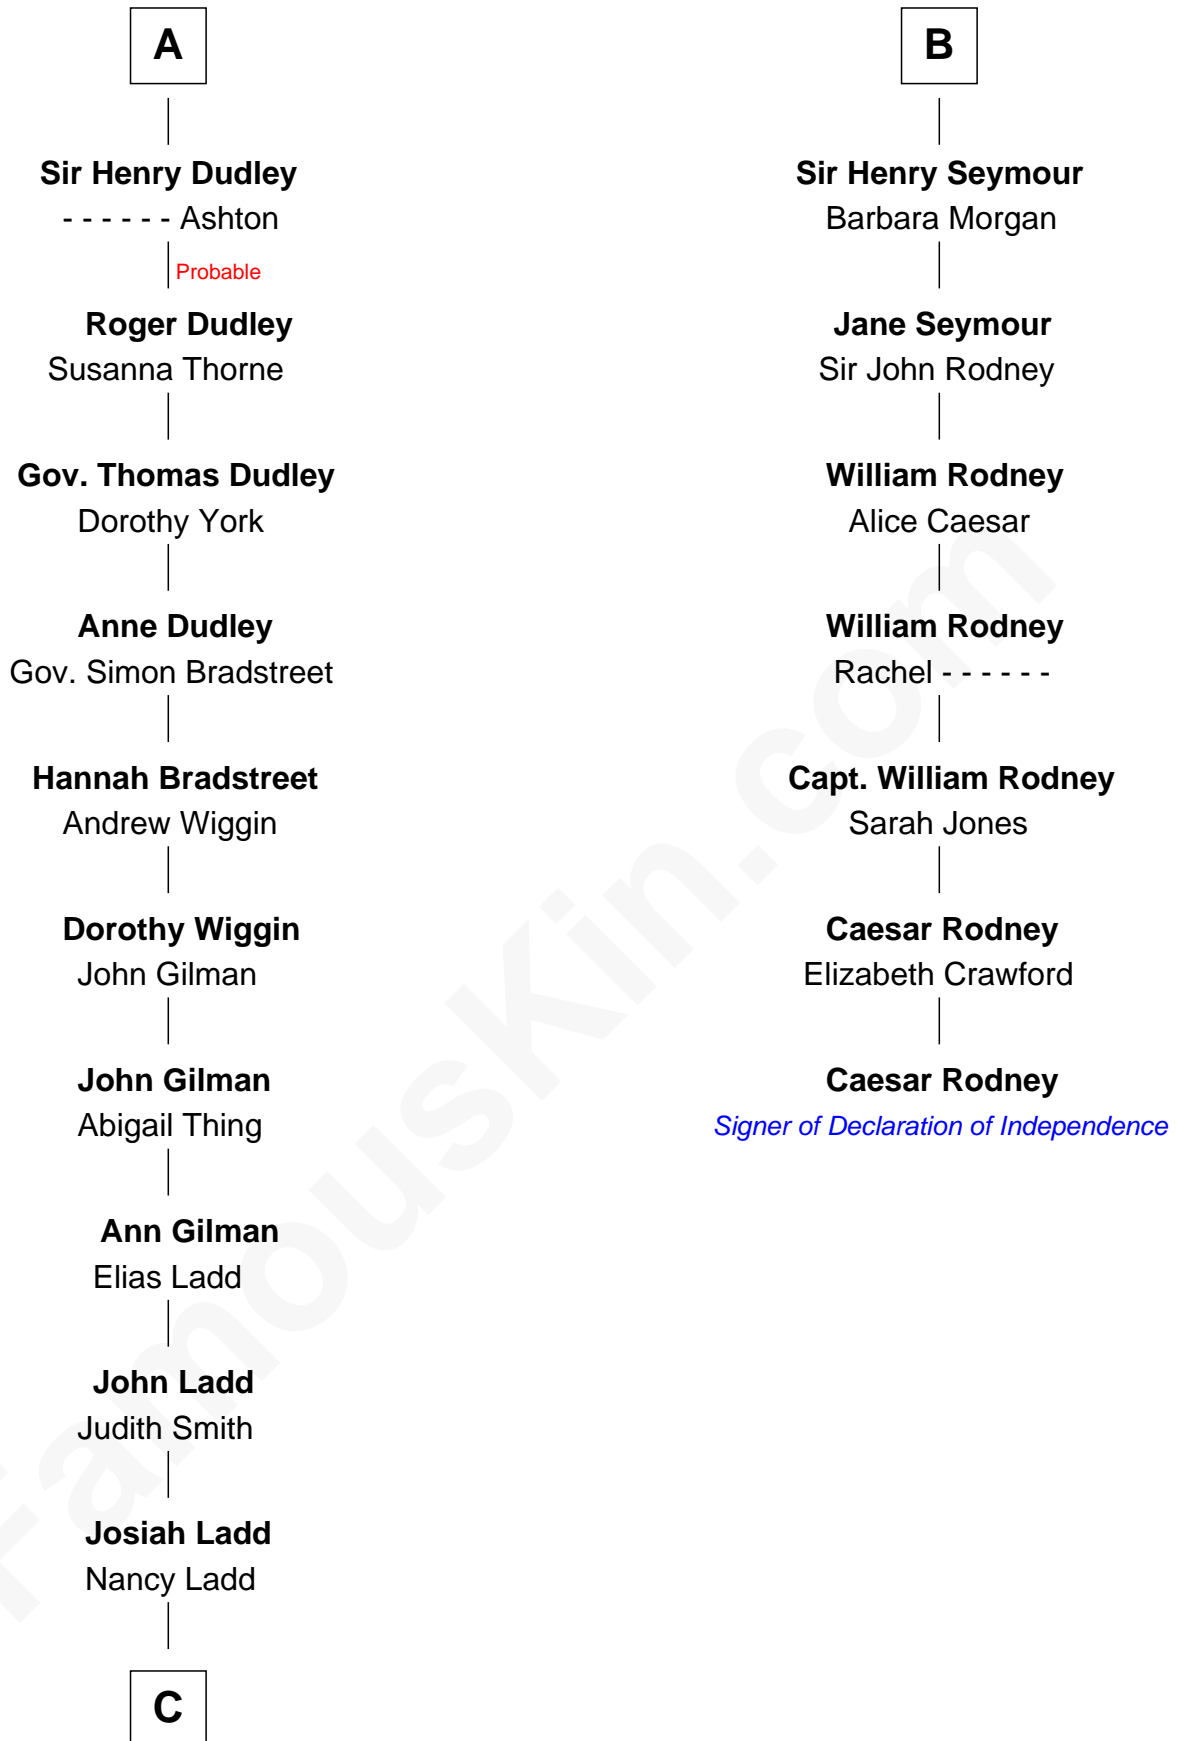 A
Sir Henry Dudley
- - - - - - Ashton
Probable
Roger Dudley
Susanna Thorne
Gov. Thomas Dudley
Dorothy York
Anne Dudley
Gov. Simon Bradstreet
Hannah Bradstreet
Andrew Wiggin
Dorothy Wiggin
John Gilman
John Gilman
Abigail Thing
Ann Gilman
Elias Ladd
John Ladd
Judith Smith
Josiah Ladd
Nancy Ladd
C
B
Sir Henry Seymour
Barbara Morgan
Jane Seymour
Sir John Rodney
William Rodney
Alice Caesar
William Rodney
Rachel - - - - - -
Capt. William Rodney
Sarah Jones
Caesar Rodney
Elizabeth Crawford
Caesar Rodney
Signer of Declaration of Independence
FamousKin.com